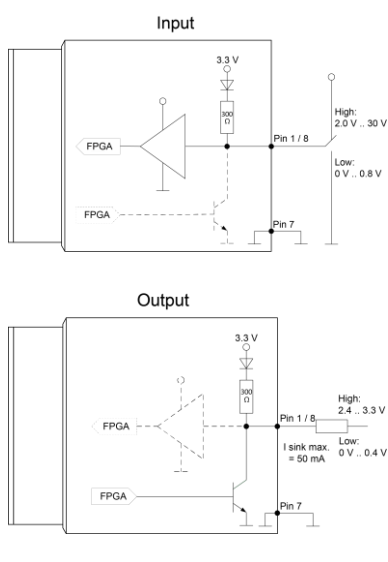 Input
3.3 V
300
Ω
High:
2.0 V .. 30 V
Pin 1 / 8
FPGA
Low:
0 V .. 0.8 V
FPGA
Pin 7
Output
3.3 V
300
Ω
High:
2.4 .. 3.3 V
Pin 1 / 8
FPGA
I sink max.
= 50 mA
Low:
0 V .. 0.4 V
FPGA
Pin 7